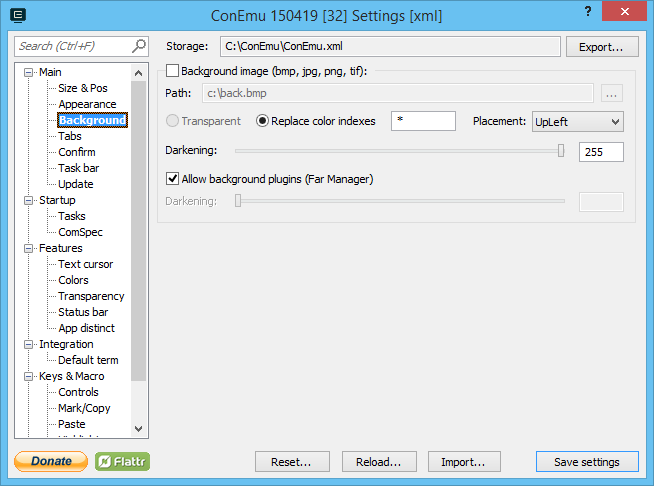 ConEmu 150419 [32] Settings [xml]
?
Search (Ctrl+F)
Storage:
C:\ConEmu\ConEmu.xml
Export...
Main
Size & Pos
Appearance
Background
Tabs
Confirm
Task bar
Update
Startup
Tasks
ComSpec
Features
Text cursor
Colors
Transparency
Status bar
App distinct
Integration
Default term
Keys & Macro
Controls
Mark/Copy
Paste
Background image (bmp, jpg, png, tif):
Path:
c:\back.bmp
...
Transparent
Replace color indexes
*
Placement:
UpLeft
Darkening:
255
Allow background plugins (Far Manager)
Darkening:
Donate
Flattr
Reset...
Reload...
Import...
Save settings